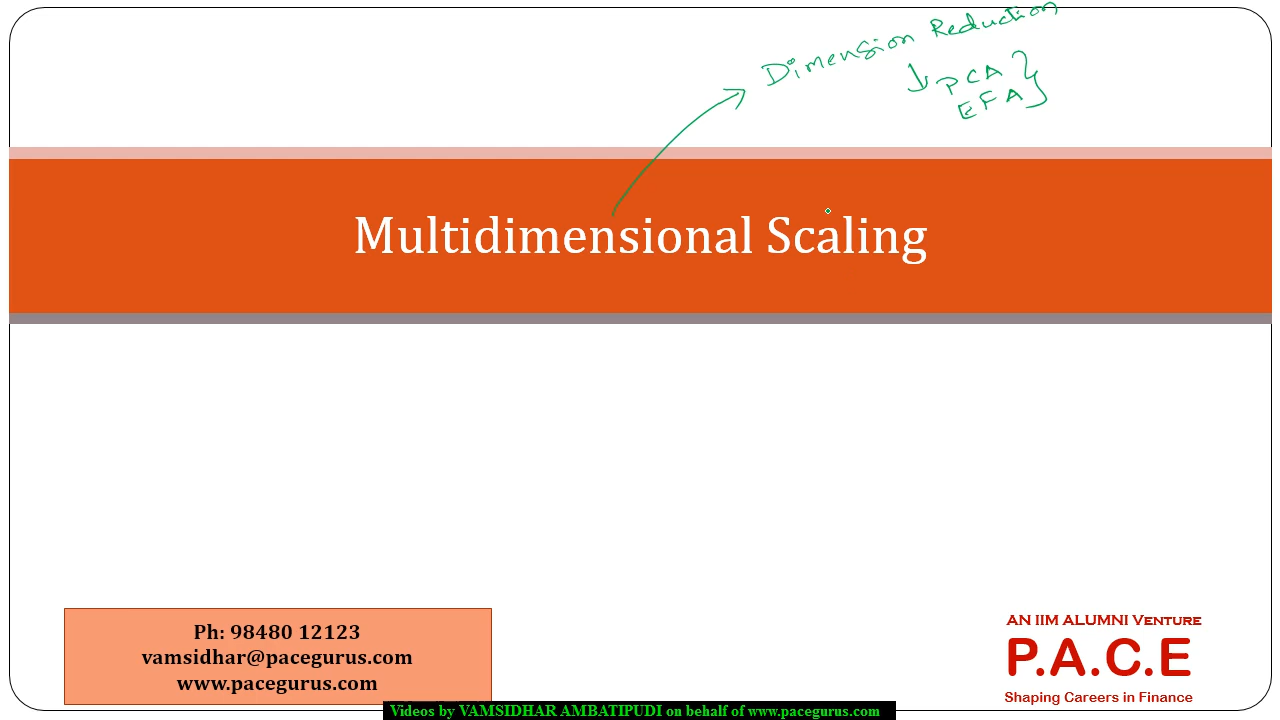 Dimension Reduction
PCA
EFA
Multidimensional Scaling
Ph: 98480 12123
vamsidhar@pacegurus.com
www.pacegurus.com
AN IIM ALUMNI VENTURE
P.A.C.E
Shaping Careers in Finance
Videos by VAMSIDHAR AMBATIPUDI on behalf of www.pacegurus.com